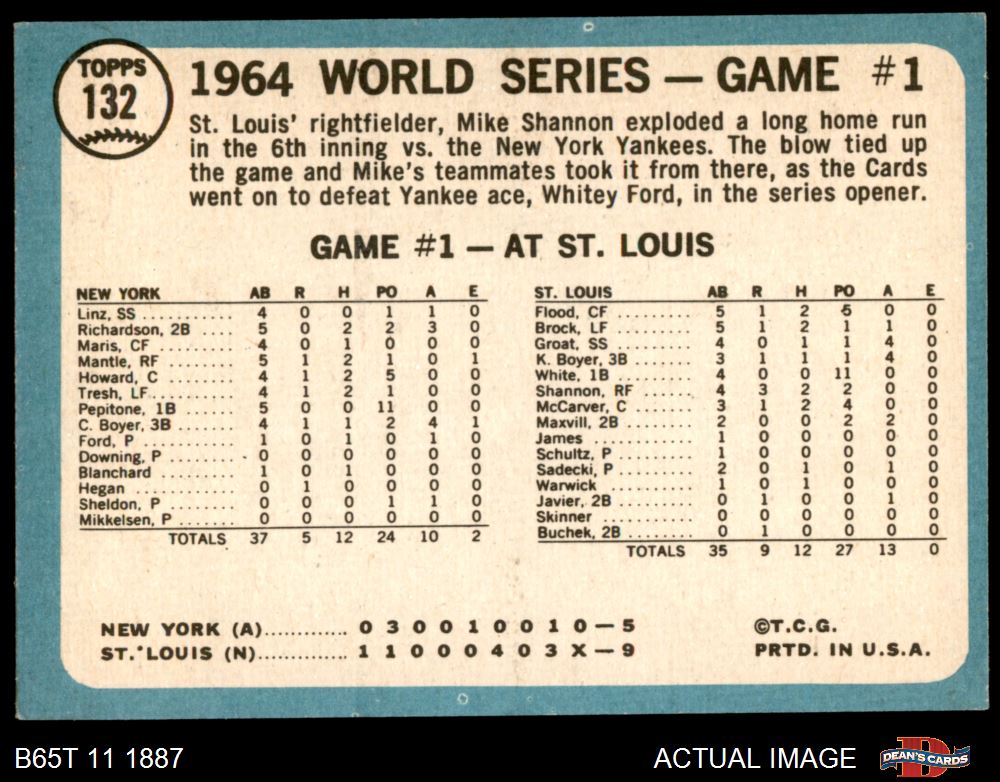 TOPPS
132
1964 WORLD SERIES — GAME #1
St. Louis' rightfielder, Mike Shannon exploded a long home run
in the 6th inning vs. the New York Yankees. The blow tied up
the game and Mike's teammates took it from there, as the Cards
went on to defeat Yankee ace, Whitey Ford, in the series opener.
GAME #1 — AT ST. LOUIS
NEW YORK AB R H PO A E
Linz, SS ........... 4 0 0 1 1 0
Richardson, 2B .... 5 0 2 2 3 0
Maris, CF ......... 4 0 1 0 0 0
Mantle, RF ........ 5 1 2 1 0 1
Howard, C ......... 4 1 2 5 0 0
Tresh, LF .......... 4 1 2 1 0 0
Pepitone, 1B ...... 5 0 0 11 0 0
C. Boyer, 3B ....... 4 1 1 2 4 1
Ford, P ............ 1 0 1 0 1 0
Downing, P ........ 0 0 0 0 0 0
Blanchard ......... 1 0 1 0 0 0
Hegan ............ 0 1 0 0 0 0
Sheldon, P ........ 0 0 0 1 1 0
Mikkelsen, P ...... 0 0 0 0 0 0
TOTALS 37 5 12 24 10 2
ST. LOUIS AB R H PO A E
Flood, CF ......... 5 1 2 5 0 0
Brock, LF ......... 5 1 2 1 1 0
Groat, SS ......... 4 0 1 1 4 0
K. Boyer, 3B ...... 3 1 1 1 4 0
White, 1B ......... 4 0 0 11 0 0
Shannon, RF ...... 4 3 2 2 0 0
McCarver, C ....... 3 1 2 4 0 0
Maxvill, 2B ........ 2 0 0 2 2 0
James ............ 1 0 0 0 0 0
Schultz, P ......... 1 0 0 0 0 0
Sadecki, P ........ 2 0 1 0 1 0
Warwick .......... 1 0 1 0 0 0
Javier, 2B ......... 0 1 0 0 1 0
Skinner .......... 0 0 0 0 0 0
Buchek, 2B ........ 0 1 0 0 0 0
TOTALS 35 9 12 27 13 0
NEW YORK (A)............. 0 3 0 0 1 0 0 1 0 — 5
ST. LOUIS (N).............. 1 1 0 0 0 4 0 3 X — 9
©T.C.G.
PRTD. IN U.S.A.
B65T 11 1887
ACTUAL IMAGE
DEAN'S CARDS